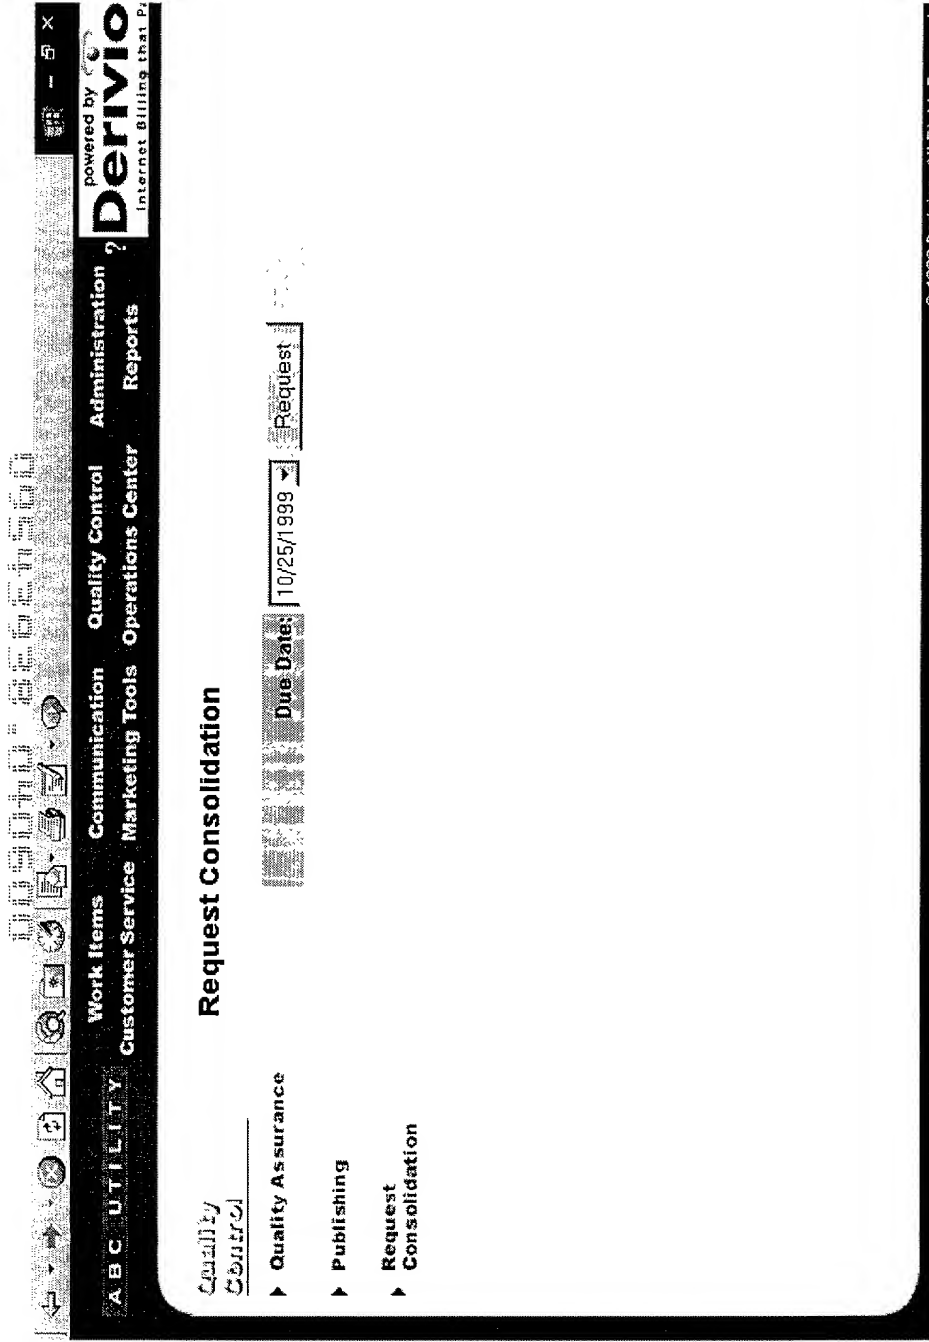 powered by
Derivio
Internet Billing that Pa
ABC UTILITY
Work Items Communication Quality Control Administration
Customer Service Marketing Tools Operations Center Reports ?
Quality
Control
Quality Assurance
Publishing
Request
Consolidation
Request Consolidation
Due Date: 10/25/1999 Request